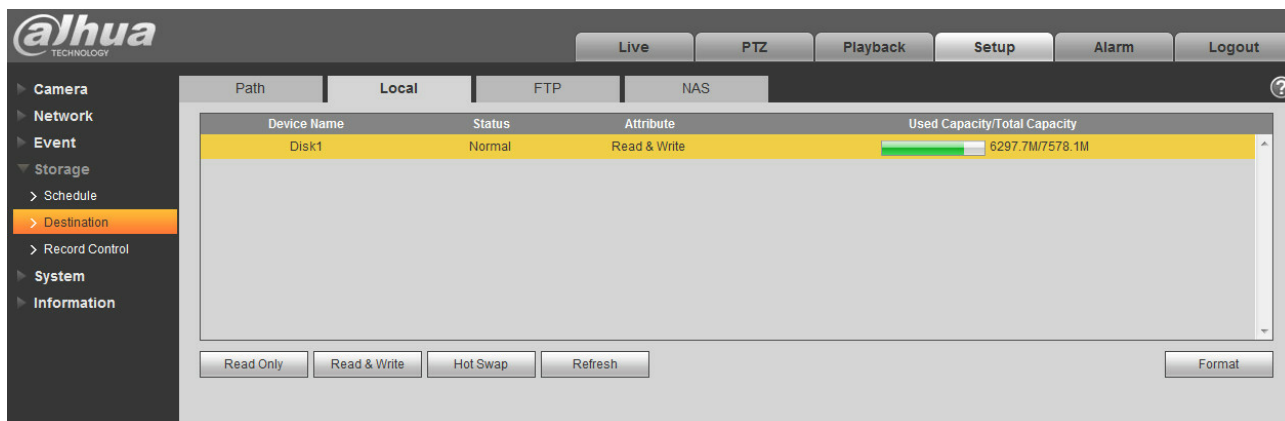 alhua
TECHNOLOGY
Live PTZ Playback Setup Alarm Logout
Camera
Network
Event
Storage
> Schedule
> Destination
> Record Control
System
Information
Path Local FTP NAS ?
Device Name Status Attribute Used Capacity/Total Capacity
Disk1 Normal Read & Write 6297.7M/7578.1M
Read Only Read & Write Hot Swap Refresh Format